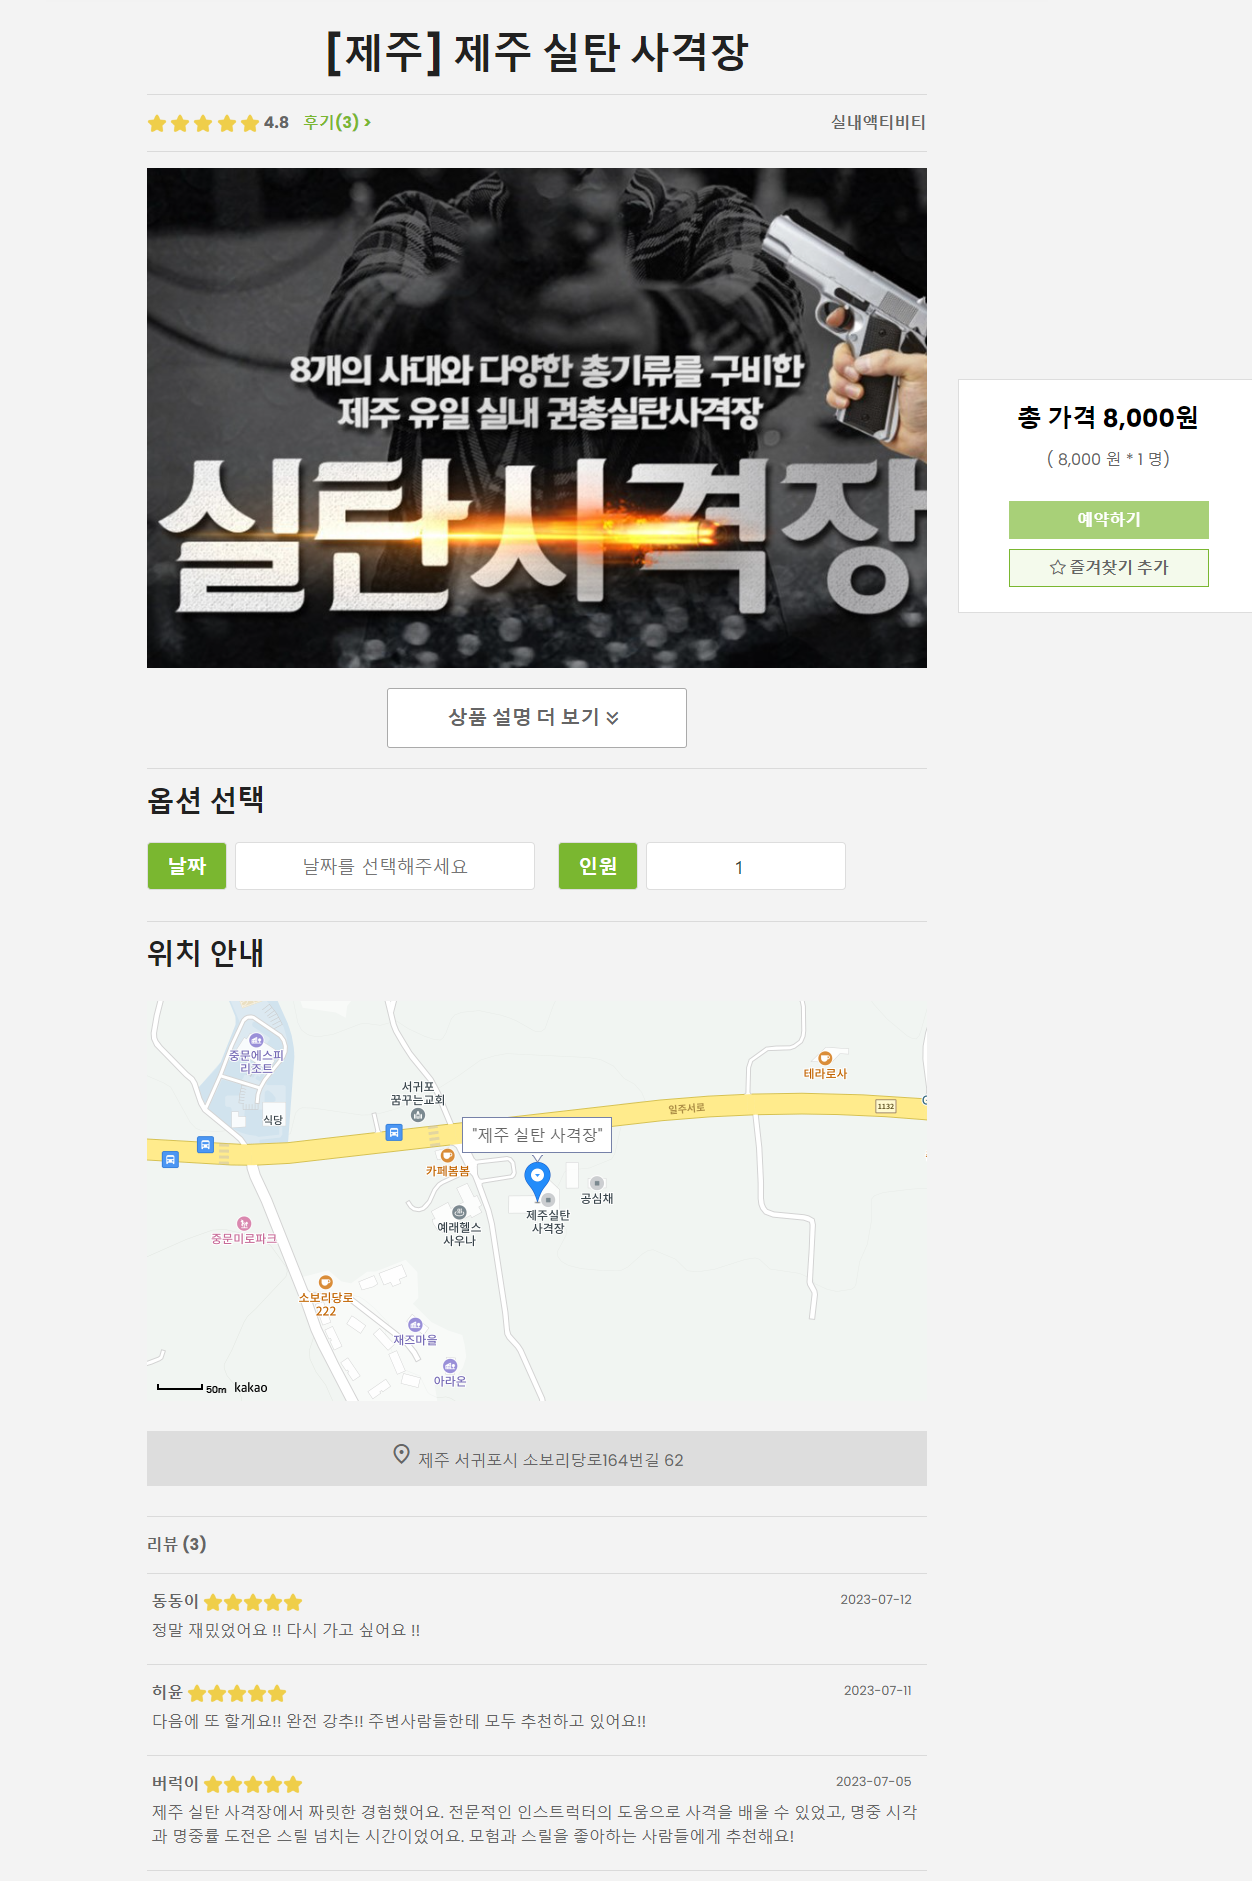 [제주] 제주 실탄 사격장
4.8 후기(3) >
실내액티비티
8개의 사대와 다양한 총기류를 구비한
제주 유일 실내 권총실탄사격장
실탄사격장
총 가격 8,000원
( 8,000 원 * 1 명)
예약하기
즐겨찾기 추가
상품 설명 더 보기
옵션 선택
날짜
날짜를 선택해주세요
인원
1
위치 안내
중문에스피
리조트
식당
서귀포
꿈꾸는교회
"제주 실탄 사격장"
일주서로
테라로사
1132
카페봄봄
공심채
제주실탄
사격장
예래헬스
사우나
중문미로파크
소보리당로
222
재즈마을
아라온
50m kakao
제주 서귀포시 소보리당로164번길 62
리뷰 (3)
동동이
2023-07-12
정말 재밌었어요 !! 다시 가고 싶어요 !!
히윤
2023-07-11
다음에 또 할게요!! 완전 강추!! 주변사람들한테 모두 추천하고 있어요!!
버럭이
2023-07-05
제주 실탄 사격장에서 짜릿한 경험했어요. 전문적인 인스트럭터의 도움으로 사격을 배울 수 있었고, 명중 시각
과 명중률 도전은 스릴 넘치는 시간이었어요. 모험과 스릴을 좋아하는 사람들에게 추천해요!